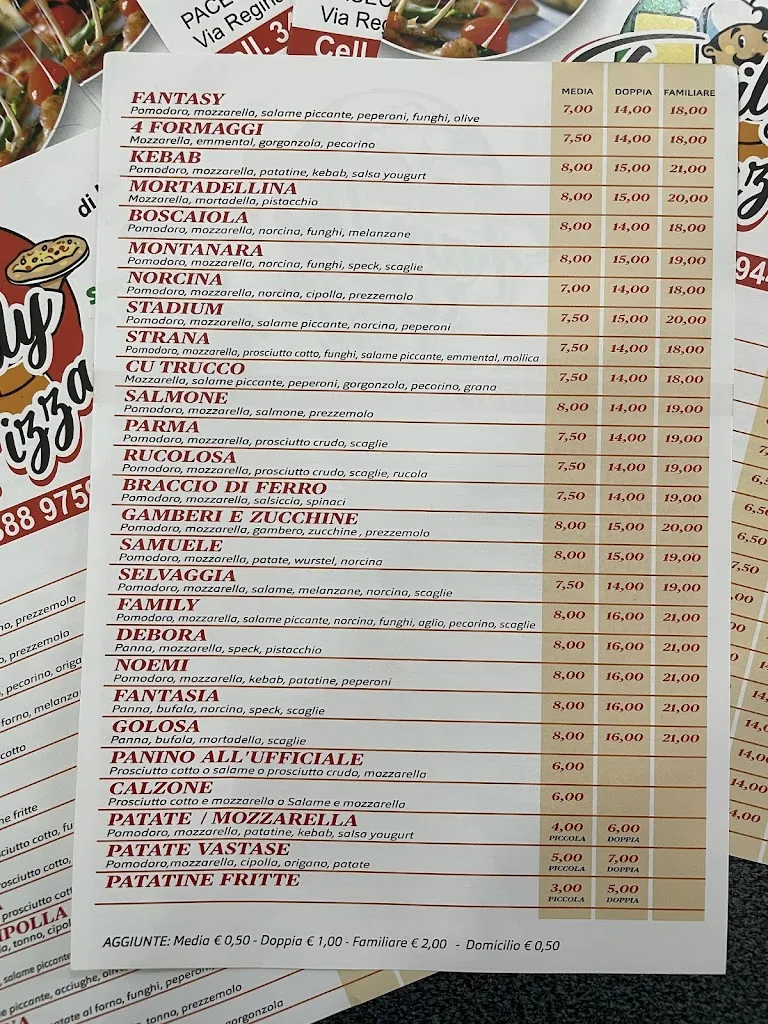 PACE
Via Regin
Cell. 3
Via Reg
Cell
di
MEDIA DOPPIA FAMILIARE
FANTASY 7,00 14,00 18,00
Pomodoro, mozzarella, salame piccante, peperoni, funghi, olive
4 FORMAGGI 7,50 14,00 18,00
Mozzarella, emmental, gorgonzola, pecorino
KEBAB 8,00 15,00 21,00
Pomodoro, mozzarella, patatine, kebab, salsa yougurt
MORTADELLINA 8,00 15,00 20,00
Mozzarella, mortadella, pistacchio
BOSCAIOLA 8,00 14,00 18,00
Pomodoro, mozzarella, norcina, funghi, melanzane
MONTANARA 8,00 15,00 19,00
Pomodoro, mozzarella, norcina, funghi, speck, scaglie
NORCINA 7,00 14,00 18,00
Pomodoro, mozzarella, norcina, cipolla, prezzemolo
STADIUM 7,50 15,00 20,00
Pomodoro, mozzarella, salame piccante, norcina, peperoni
STRANA 7,50 14,00 18,00
Pomodoro, mozzarella, prosciutto cotto, funghi, salame piccante, emmental, mollica
CU TRUCCO 7,50 14,00 18,00
Mozzarella, salame piccante, peperoni, gorgonzola, pecorino, grana
SALMONE 8,00 14,00 19,00
Pomodoro, mozzarella, salmone, prezzemolo
PARMA 7,50 14,00 19,00
Pomodoro, mozzarella, prosciutto crudo, scaglie
RUCOLOSA 7,50 14,00 19,00
Pomodoro, mozzarella, prosciutto crudo, scaglie, rucola
BRACCIO DI FERRO 7,50 14,00 19,00
Pomodoro, mozzarella, salsiccia, spinaci
GAMBERI E ZUCCHINE 8,00 15,00 20,00
Pomodoro, mozzarella, gambero, zucchine , prezzemolo
SAMUELE 8,00 15,00 19,00
Pomodoro, mozzarella, patate, wurstel, norcina
SELVAGGIA 7,50 14,00 19,00
Pomodoro, mozzarella, salame, melanzane, norcina, scaglie
FAMILY 8,00 16,00 21,00
Pomodoro, mozzarella, salame piccante, norcina, funghi, aglio, pecorino, scaglie
DEBORA 8,00 16,00 21,00
Panna, mozzarella, speck, pistacchio
NOEMI 8,00 16,00 21,00
Pomodoro, mozzarella, kebab, patatine, peperoni
FANTASIA 8,00 16,00 21,00
Panna, bufala, norcina, speck, scaglie
GOLOSA 8,00 16,00 21,00
Panna, bufala, mortadella, scaglie
PANINO ALL'UFFICIALE 6,00
Prosciutto cotto o salame o prosciutto crudo, mozzarella
CALZONE 6,00
Prosciutto cotto e mozzarella o Salame e mozzarella
PATATE / MOZZARELLA 4,00 6,00
Pomodoro, mozzarella, patatine, kebab, salsa yougurt PICCOLA DOPPIA
PATATE VASTASE 5,00 7,00
Pomodoro,mozzarella, cipolla, origano, patate PICCOLA DOPPIA
PATATINE FRITTE 3,00 5,00
PICCOLA DOPPIA
AGGIUNTE: Media € 0,50 - Doppia € 1,00 - Familiare € 2,00 - Domicilio € 0,50